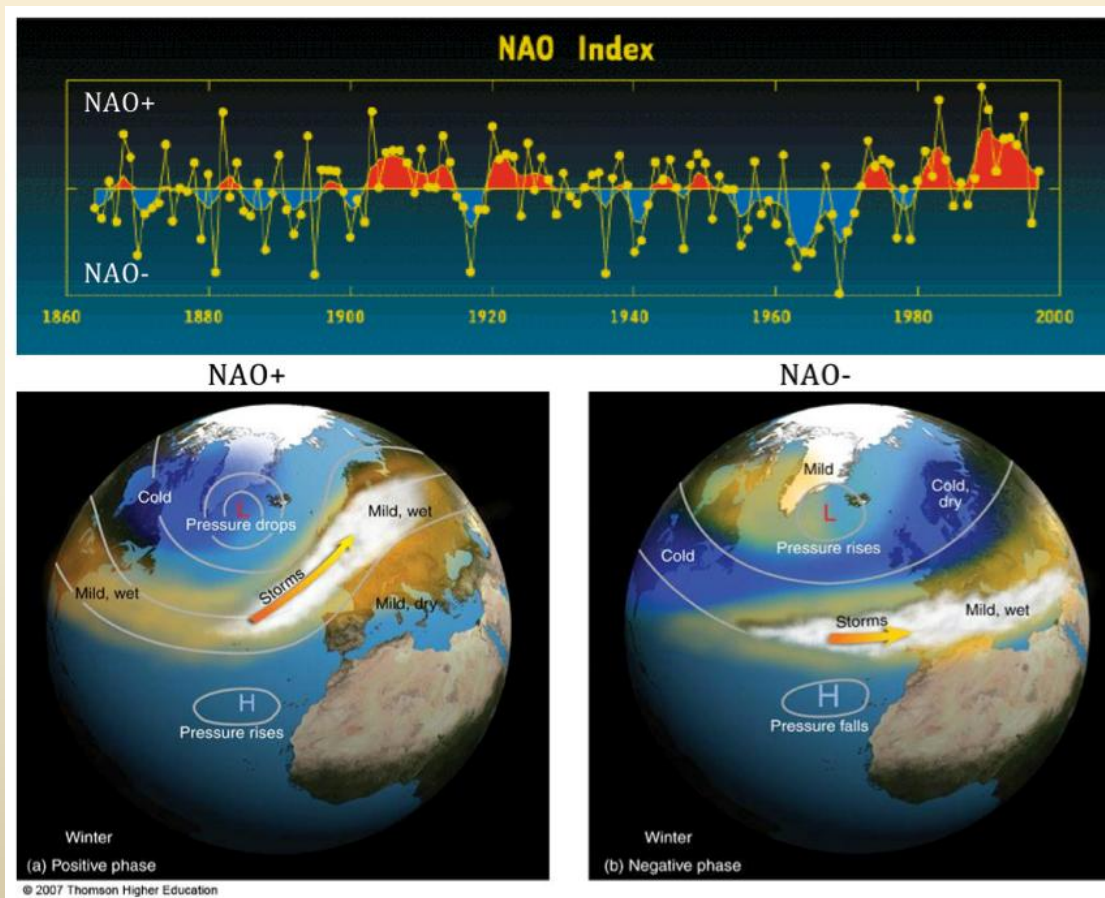 NAO Index
NAO+
NAO-
1860 1880 1900 1920 1940 1960 1980 2000
NAO+
Cold
L
Pressure drops
Mild, wet
Storms
Mild, wet
Mild, dry
H
Pressure rises
Winter
(a) Positive phase
NAO-
Mild
Cold, dry
L
Pressure rises
Cold
Storms
Mild, wet
H
Pressure falls
Winter
(b) Negative phase
© 2007 Thomson Higher Education